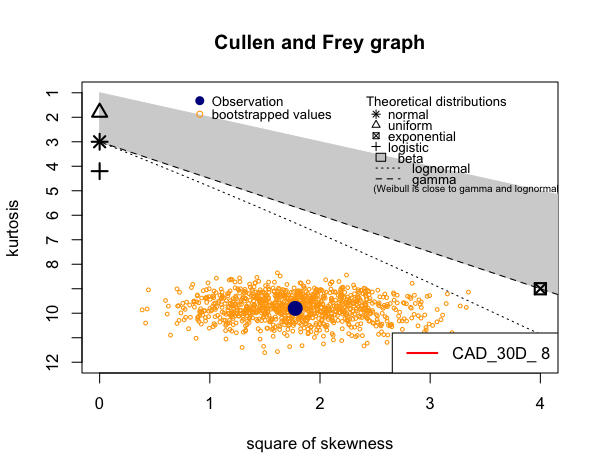 Cullen and Frey graph
Observation
bootstrapped values
Theoretical distributions
normal
uniform
exponential
logistic
beta
lognormal
gamma
(Weibull is close to gamma and lognormal
kurtosis
1
2
3
4
5
6
7
8
10
12
CAD_30D_ 8
0
1
2
3
4
square of skewness